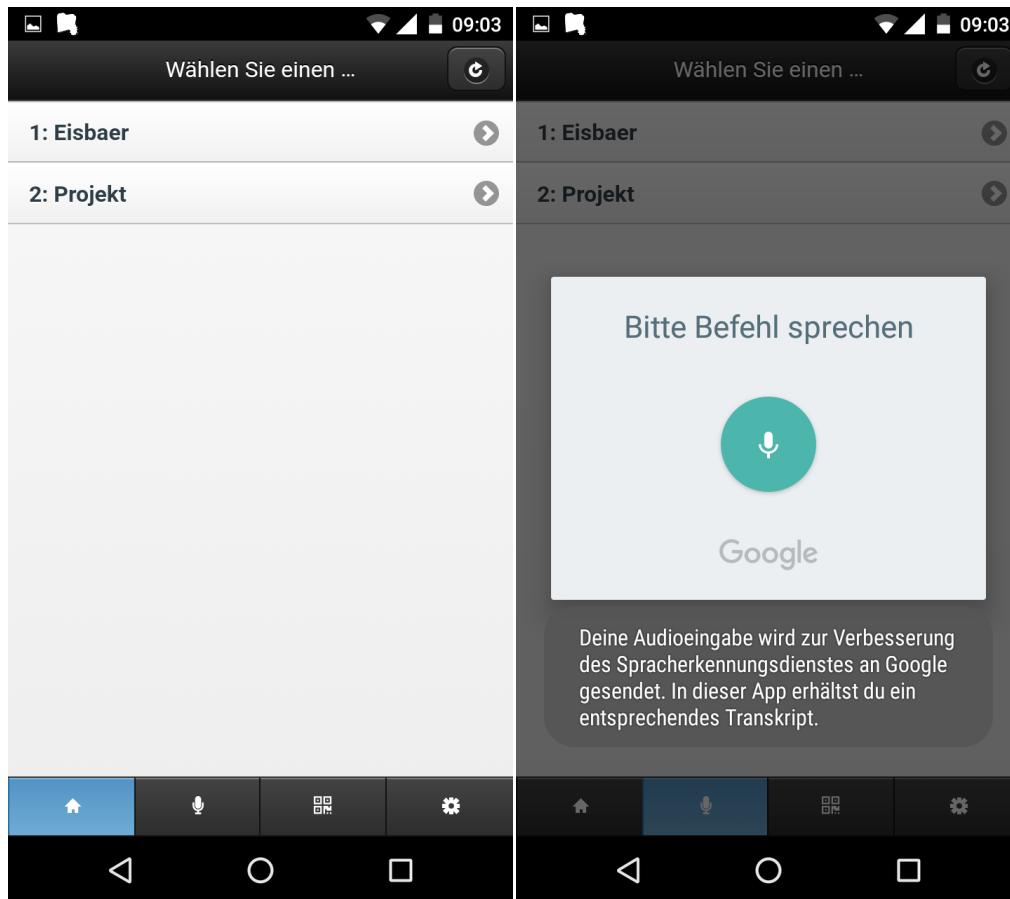 09:03
Wählen Sie einen ...
1: Eisbaer
2: Projekt
09:03
Wählen Sie einen ...
1: Eisbaer
2: Projekt
Bitte Befehl sprechen
Google
Deine Audioeingabe wird zur Verbesserung
des Spracherkennungsdienstes an Google
gesendet. In dieser App erhältst du ein
entsprechendes Transkript.